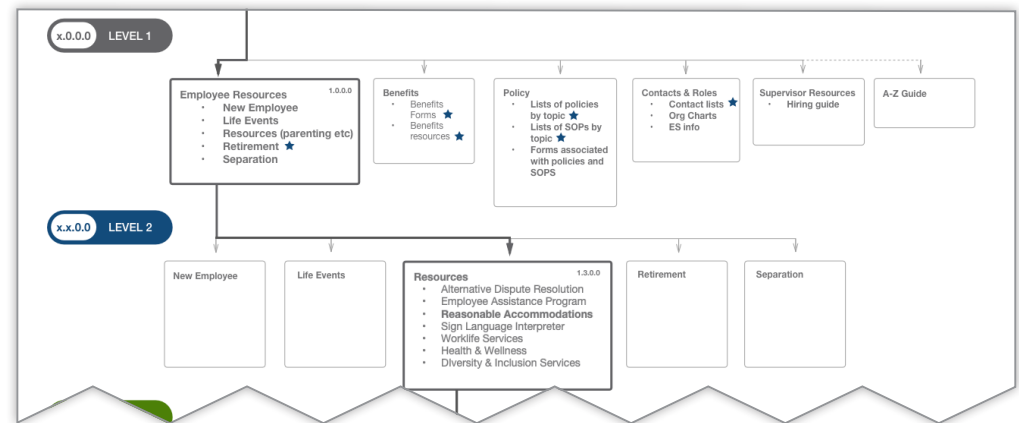 x.0.0.0 LEVEL 1
Employee Resources 1.0.0.0
• New Employee
• Life Events
• Resources (parenting etc)
• Retirement
• Separation
Benefits
• Benefits
Forms
• Benefits
resources
Policy
• Lists of policies
by topic
• Lists of SOPs by
topic
• Forms associated
with policies and
SOPS
Contacts & Roles
• Contact lists
• Org Charts
• ES info
Supervisor Resources
• Hiring guide
A-Z Guide
x.x.0.0 LEVEL 2
New Employee
Life Events
Resources 1.3.0.0
• Alternative Dispute Resolution
• Employee Assistance Program
• Reasonable Accommodations
• Sign Language Interpreter
• Worklife Services
• Health & Wellness
• DIversity & Inclusion Services
Retirement
Separation